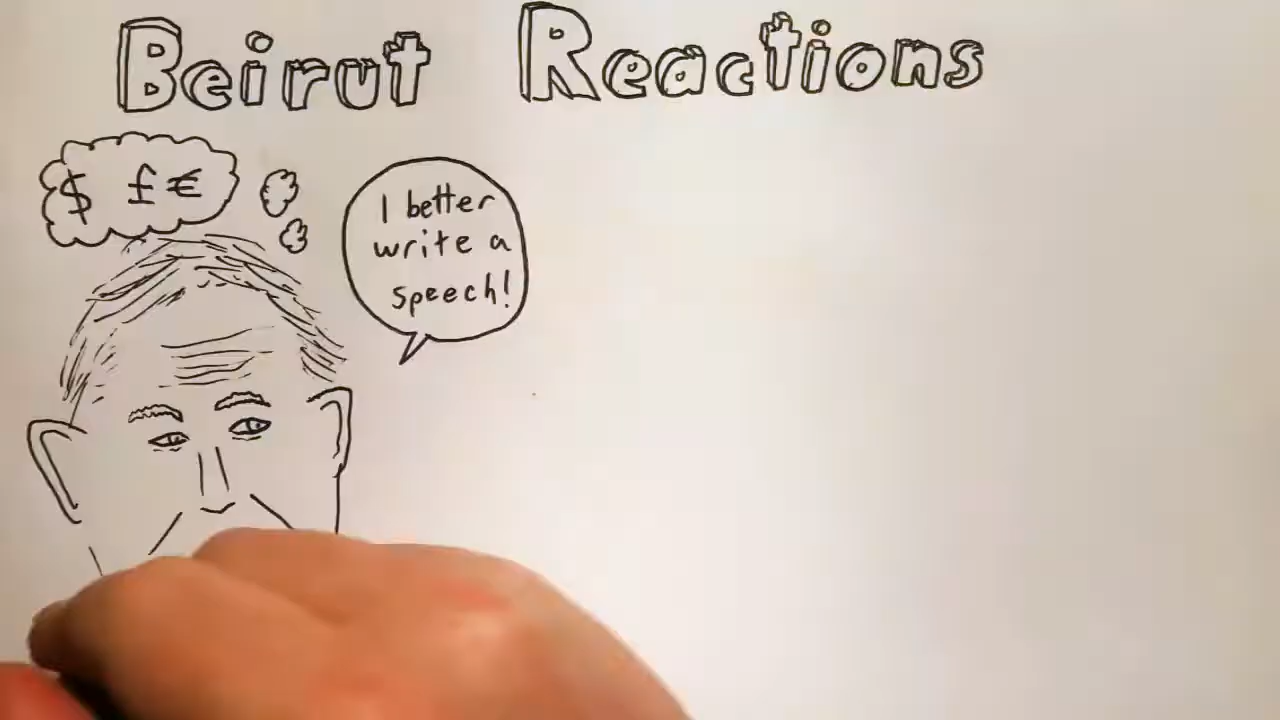 Beirut Reactions
$ £ €
I better
write a
speech!